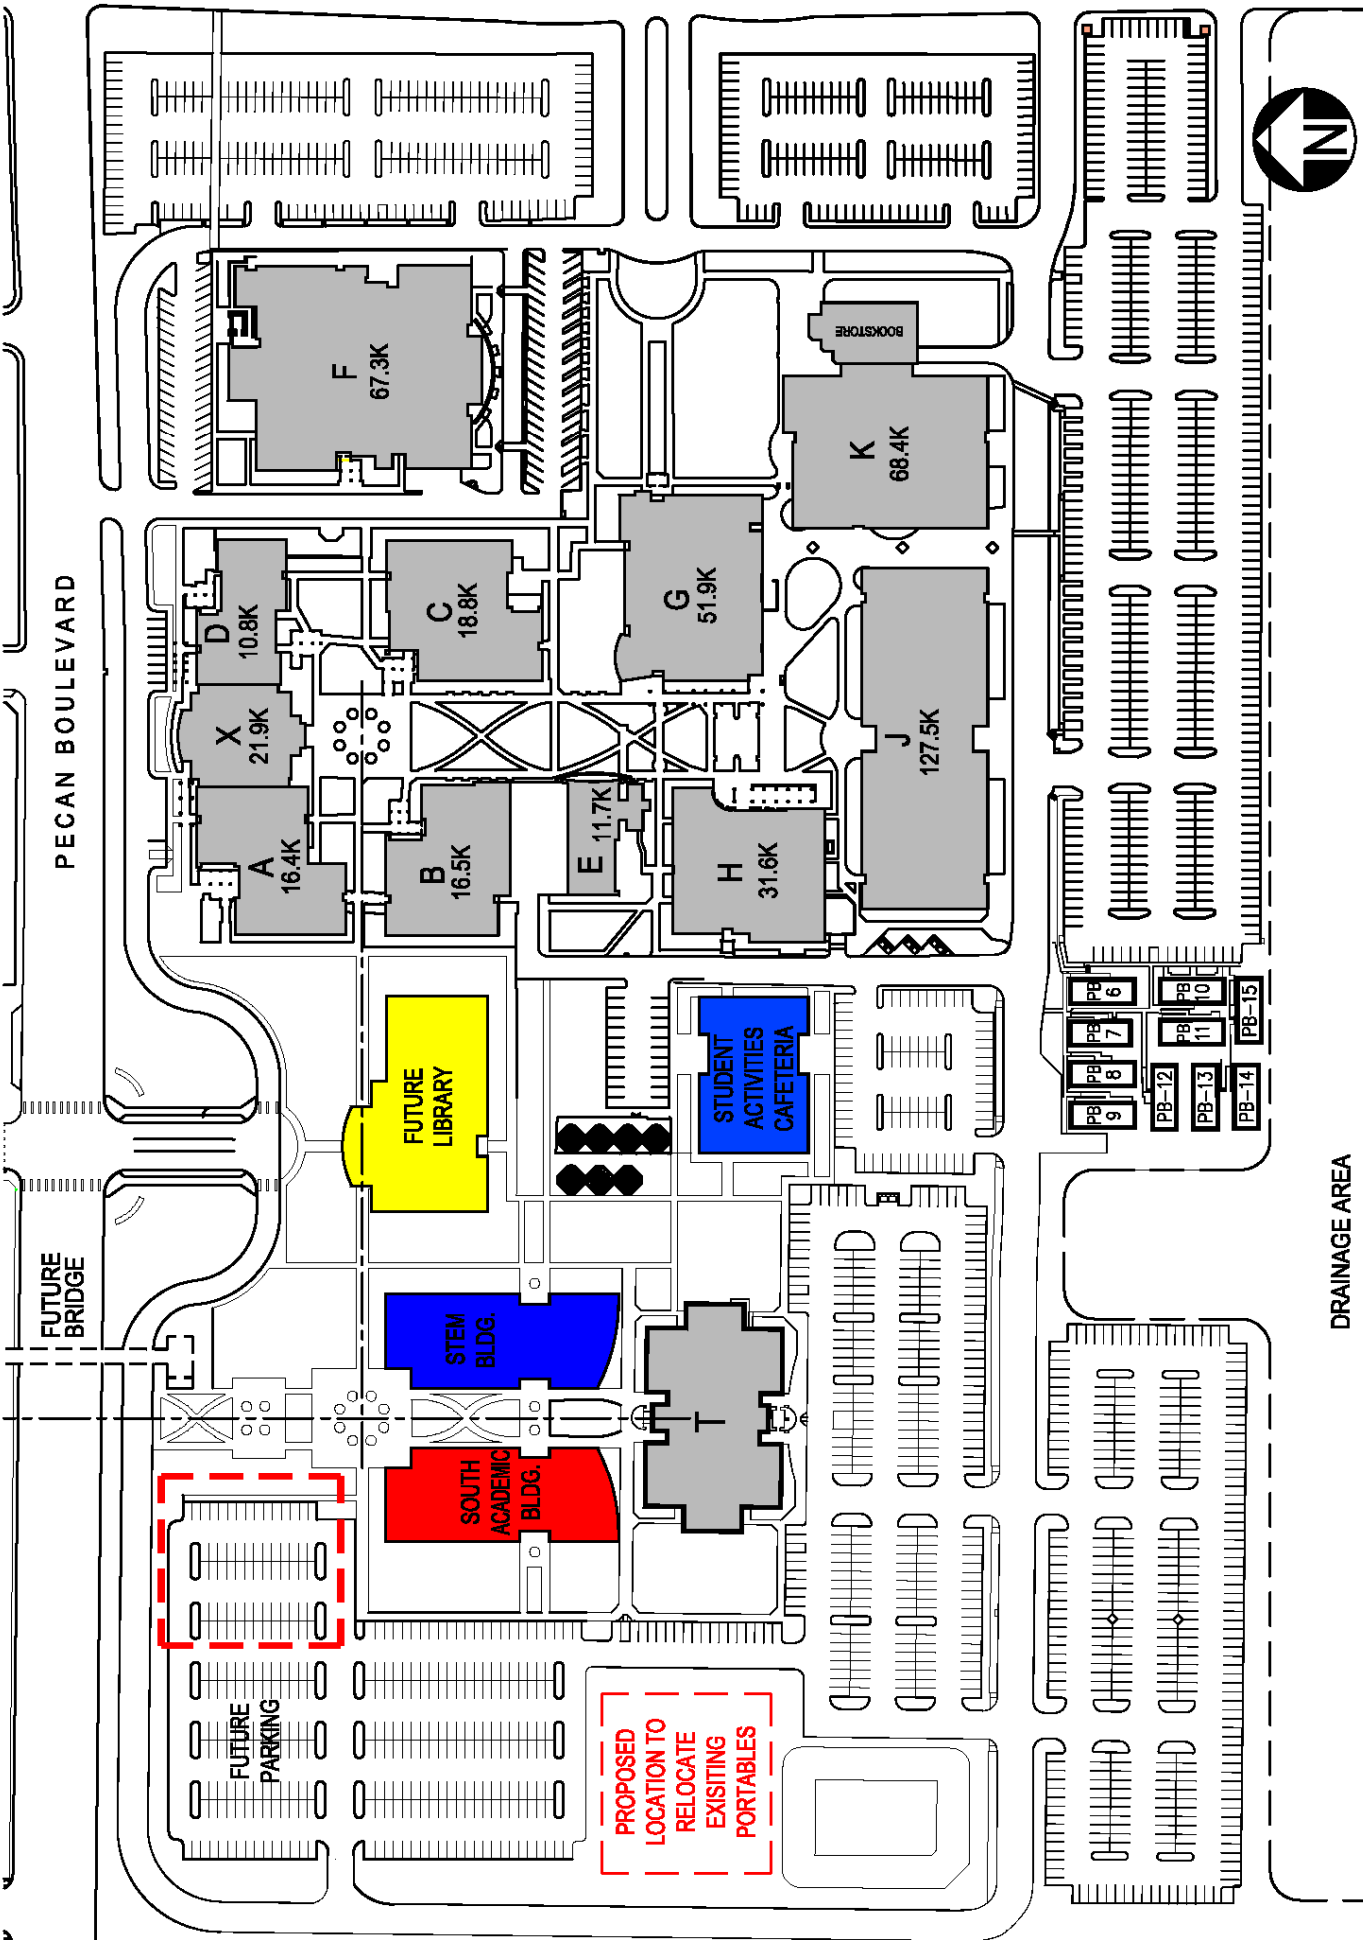 N
BOOKSTORE
F
67.3K
K
68.4K
G
51.9K
D
10.8K
C
18.8K
X
21.9K
J
127.5K
A
16.4K
B
16.5K
E
11.7K
H
31.6K
PECAN BOULEVARD
FUTURE
LIBRARY
STUDENT
ACTIVITIES
CAFETERIA
PB
6
PB
7
PB
8
PB
9
PB
10
PB
11
PB-12
PB-13
PB-14
PB-15
DRAINAGE AREA
FUTURE
BRIDGE
STEM
BLDG.
SOUTH
ACADEMIC
BLDG.
T
FUTURE
PARKING
PROPOSED
LOCATION TO
RELOCATE
EXISITING
PORTABLES